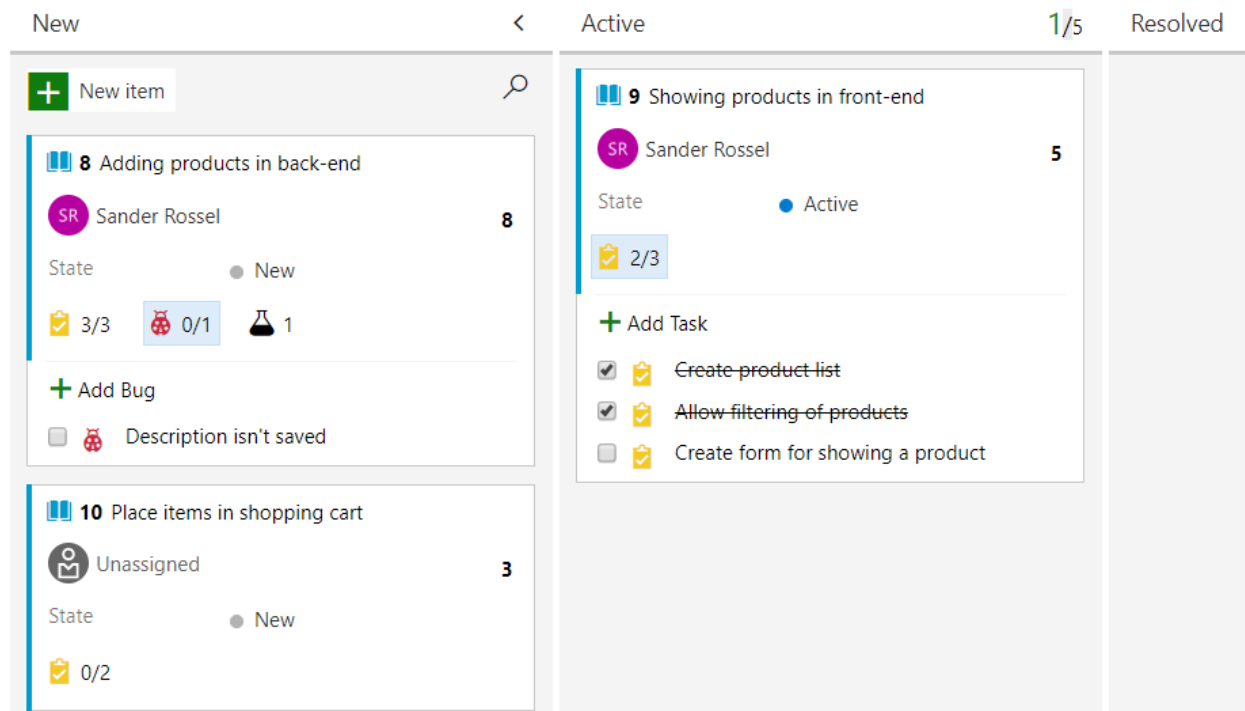 New
New item
8 Adding products in back-end
SR Sander Rossel
8
State New
3/3 0/1 1
Add Bug
Description isn't saved
10 Place items in shopping cart
Unassigned
3
State New
0/2
Active 1/5
9 Showing products in front-end
SR Sander Rossel
5
State Active
2/3
Add Task
Create product list
Allow filtering of products
Create form for showing a product
Resolved